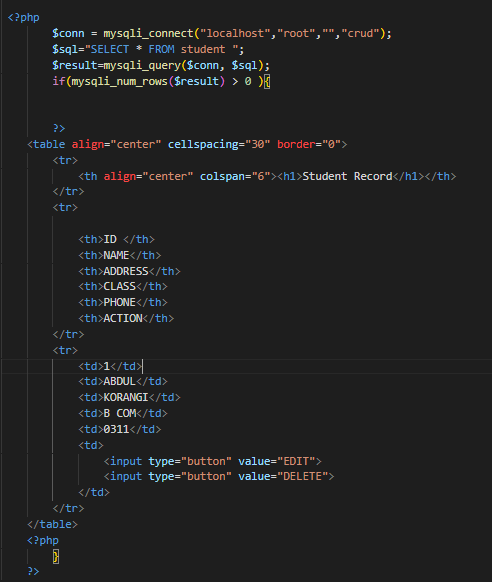 <?php
$conn = mysqli_connect("localhost","root","","crud");
$sql="SELECT * FROM student ";
$result=mysqli_query($conn, $sql);
if(mysqli_num_rows($result) > 0 ){
?>
<table align="center" cellspacing="30" border="0">
<tr>
<th align="center" colspan="6"><h1>Student Record</h1></th>
</tr>
<tr>
<th>ID </th>
<th>NAME</th>
<th>ADDRESS</th>
<th>CLASS</th>
<th>PHONE</th>
<th>ACTION</th>
</tr>
<tr>
<td>1</td>
<td>ABDUL</td>
<td>KORANGI</td>
<td>B COM</td>
<td>0311</td>
<td>
<input type="button" value="EDIT">
<input type="button" value="DELETE">
</td>
</tr>
</table>
<?php
}
?>